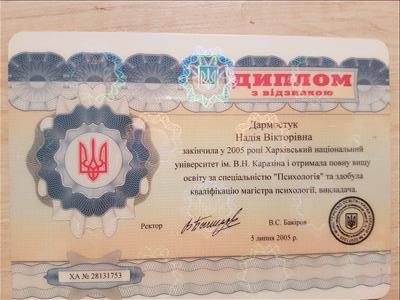 ДИПЛОМ
з відзнакою
Дармостук
Надія Вікторівна
закінчила у 2005 році Харківський національний
університет ім. В.Н. Каразіна і отримала повну вищу
освіту за спеціальністю "Психологія" та здобула
кваліфікацію магістра психології, викладача.
Ректор
В.С. Бакіров
5 липня 2005 р.
ХА № 28131753